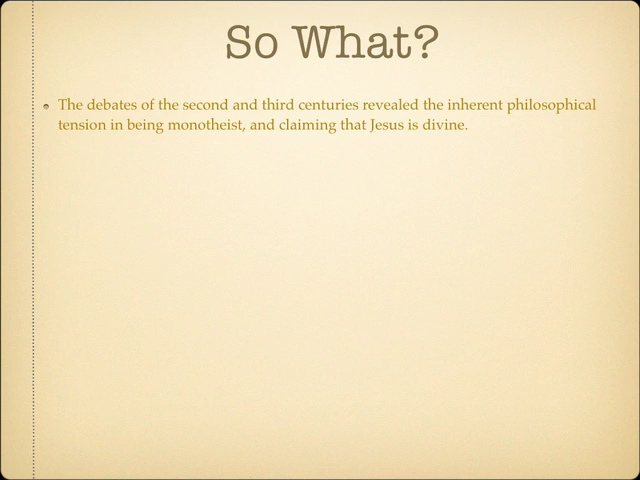 So What?
The debates of the second and third centuries revealed the inherent philosophical
tension in being monotheist, and claiming that Jesus is divine.